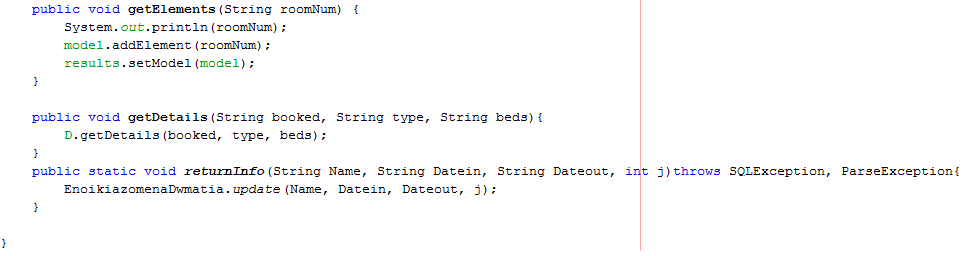 public void getElements(String roomNum) {
System.out.println(roomNum);
model.addElement(roomNum);
results.setModel(model);
}
public void getDetails(String booked, String type, String beds){
D.getDetails(booked, type, beds);
}
public static void returnInfo(String Name, String Datein, String Dateout, int j)throws SQLException, ParseException{
EnoikiazomenaDwmatia.update(Name, Datein, Dateout, j);
}
}